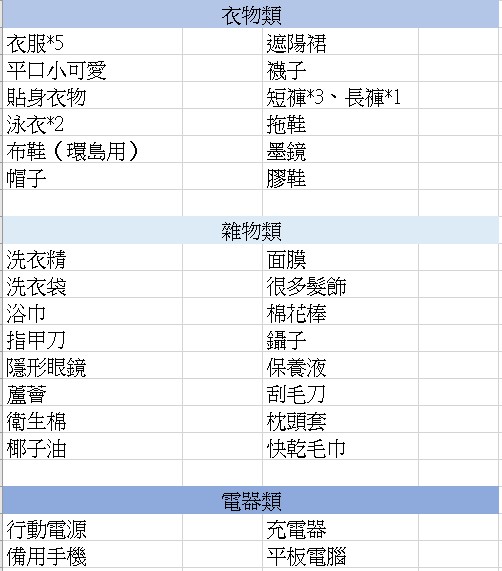 衣物類
衣服*5 遮陽裙
平口小可愛 襪子
貼身衣物 短褲*3、長褲*1
泳衣*2 拖鞋
布鞋（環島用） 墨鏡
帽子 膠鞋
雜物類
洗衣精 面膜
洗衣袋 很多髮飾
浴巾 棉花棒
指甲刀 鑷子
隱形眼鏡 保養液
蘆薈 刮毛刀
衛生棉 枕頭套
椰子油 快乾毛巾
電器類
行動電源 充電器
備用手機 平板電腦